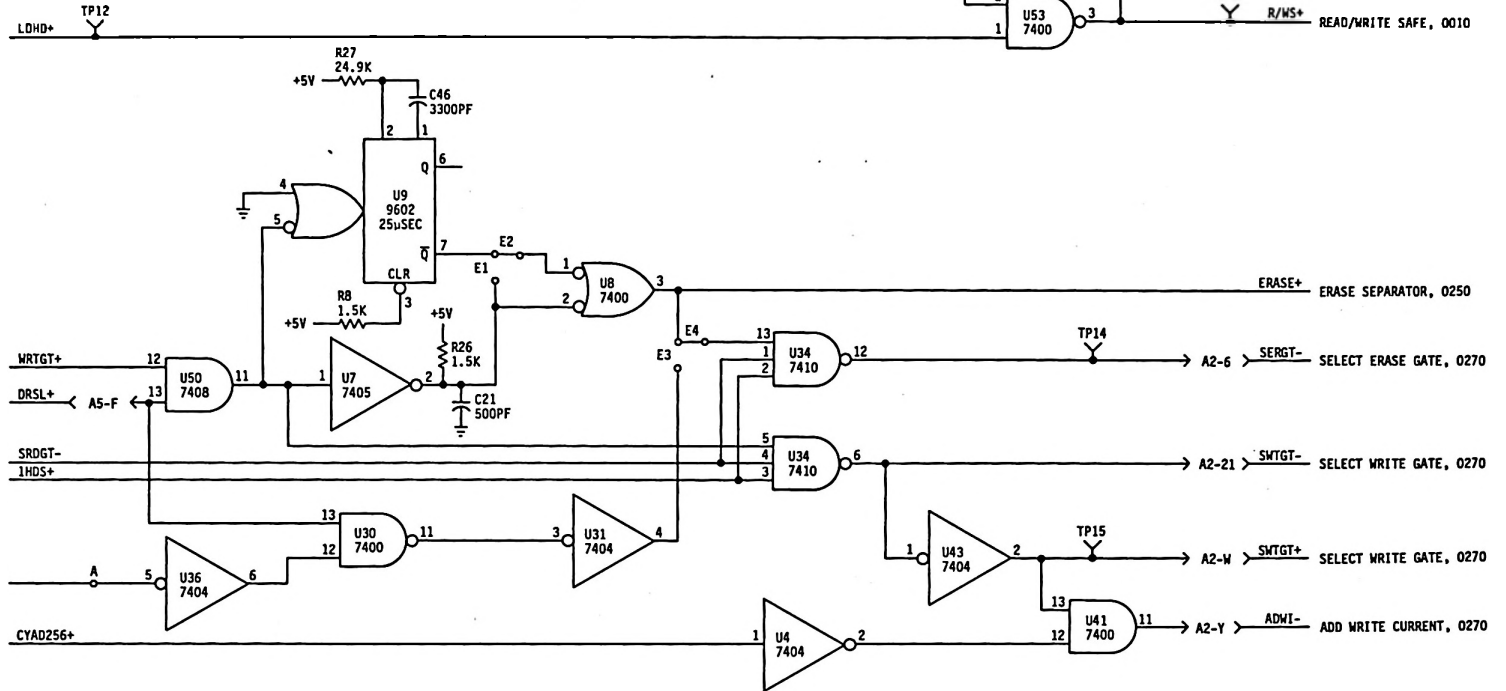 TP12
LDHD+
U53
7400
1
3
R/WS+
READ/WRITE SAFE, 0010
R27
24.9K
+5V
C46
3300PF
2
1
Q
6
4
5
U9
9602
25µSEC
Q
7
E2
E1
CLR
3
R8
1.5K
+5V
+5V
R26
1.5K
1
2
U8
7400
3
ERASE+
ERASE SEPARATOR, 0250
E4
E3
13
1
2
U34
7410
12
TP14
A2-6
SERGT-
SELECT ERASE GATE, 0270
WRTGT+
12
DRSL+
A5-F
13
U50
7408
11
1
U7
7405
2
C21
500PF
SRDGT-
1HDS+
5
4
3
U34
7410
6
A2-21
SWTGT-
SELECT WRITE GATE, 0270
13
12
U30
7400
11
3
U31
7404
4
A
5
U36
7404
6
1
U43
7404
2
TP15
A2-W
SWTGT+
SELECT WRITE GATE, 0270
CYAD256+
1
U4
7404
2
13
12
U41
7400
11
A2-Y
ADWI-
ADD WRITE CURRENT, 0270